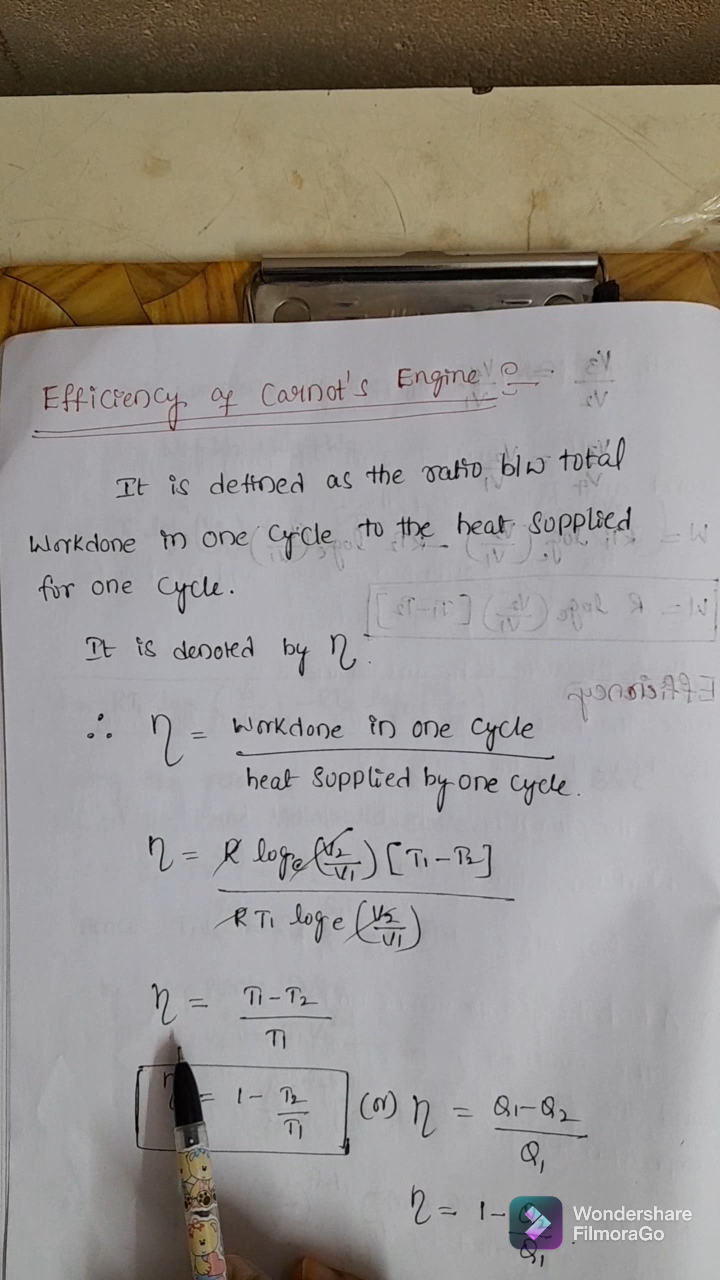 Efficiency of Carnot's Engine :-
It is defined as the ratio b/w total
Workdone in one cycle to the heat supplied
for one cycle.
It is denoted by η.
∴ η = Workdone in one cycle / heat supplied by one cycle.
η = R loge (V2/V1) [T1 - T2] / RT1 loge (V2/V1)
η = T1 - T2 / T1
η = 1 - T2/T1 (or) η = Q1 - Q2 / Q1
η = 1 - /Q1
Wondershare
FilmoraGo